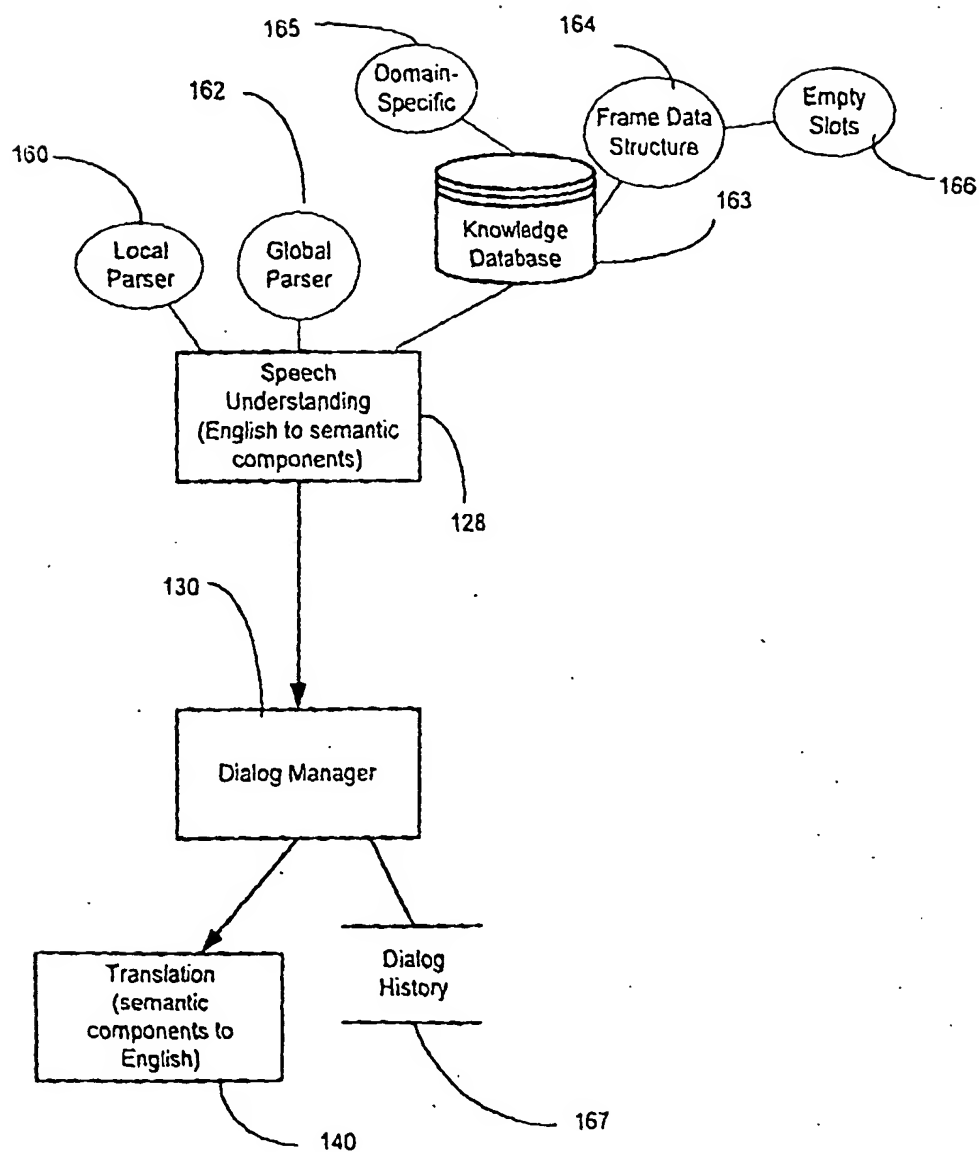 165
164
Domain-
Specific
162
Frame Data
Structure
Empty
Slots
160
166
163
Knowledge
Database
Local
Parser
Global
Parser
Speech
Understanding
(English to semantic
components)
128
130
Dialog Manager
Translation
(semantic
components to
English)
Dialog
History
167
140